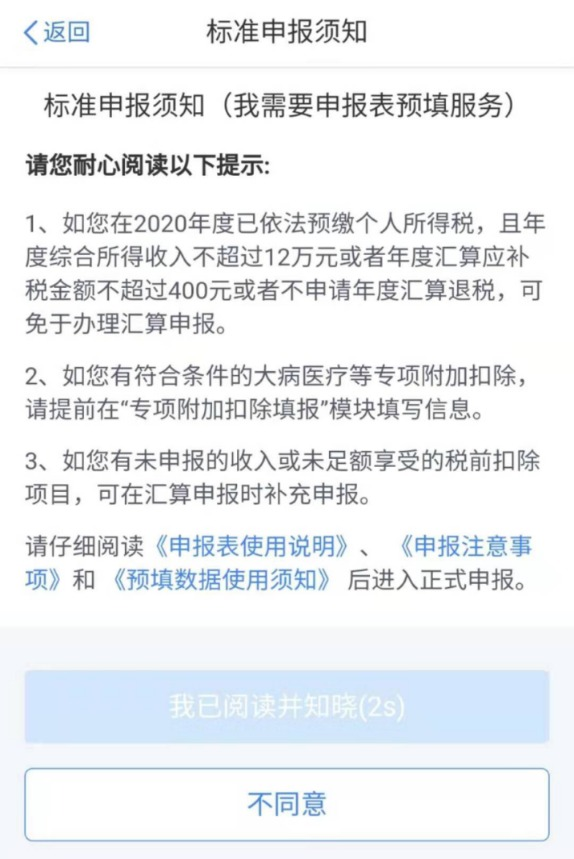 返回
标准申报须知
标准申报须知（我需要申报表预填服务）
请您耐心阅读以下提示:
1、如您在2020年度已依法预缴个人所得税，且年
度综合所得收入不超过12万元或者年度汇算应补
税金额不超过400元或者不申请年度汇算退税，可
免于办理汇算申报。
2、如您有符合条件的大病医疗等专项附加扣除，
请提前在“专项附加扣除填报”模块填写信息。
3、如您有未申报的收入或未足额享受的税前扣除
项目，可在汇算申报时补充申报。
请仔细阅读《申报表使用说明》、《申报注意事
项》和《预填数据使用须知》后进入正式申报。
我已阅读并知晓(2s)
不同意